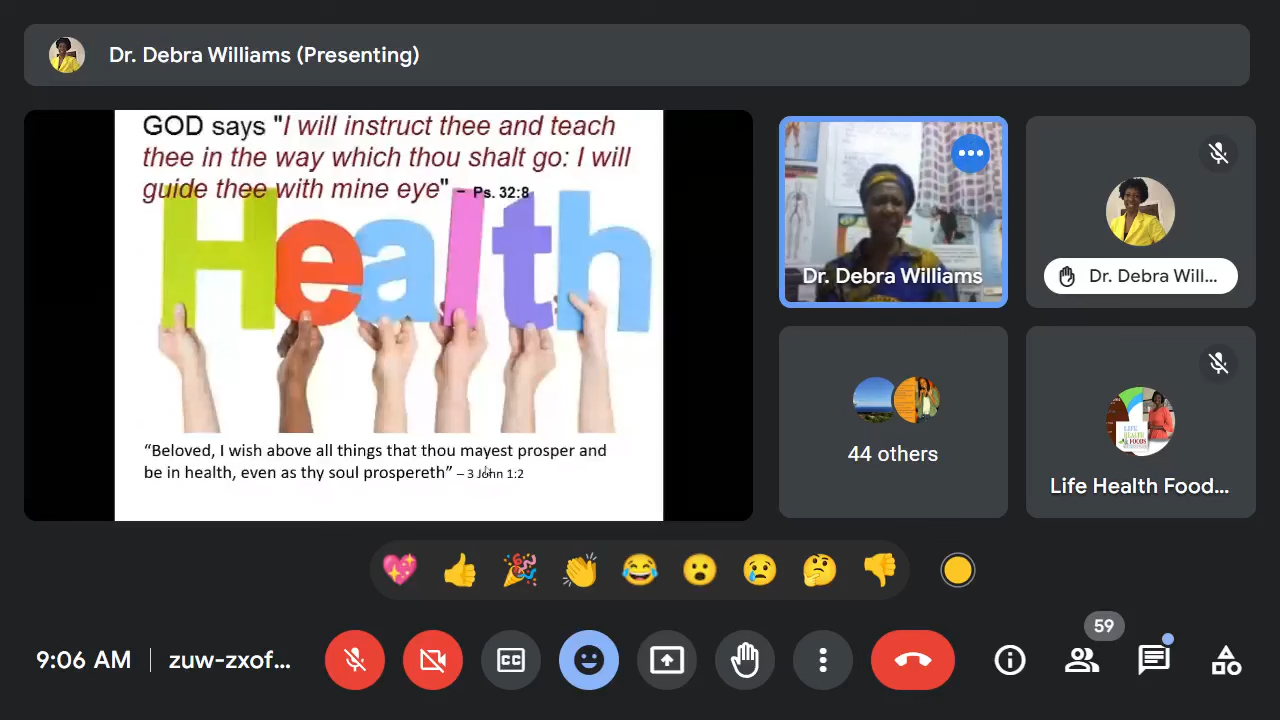 Dr. Debra Williams (Presenting)
GOD says "I will instruct thee and teach
thee in the way which thou shalt go: I will
guide thee with mine eye" – Ps. 32:8
Health
“Beloved, I wish above all things that thou mayest prosper and
be in health, even as thy soul prospereth” – 3 John 1:2
Dr. Debra Williams
Dr. Debra Will...
44 others
Life Health Food...
59
9:06 AM | zuw-zxof...
CC